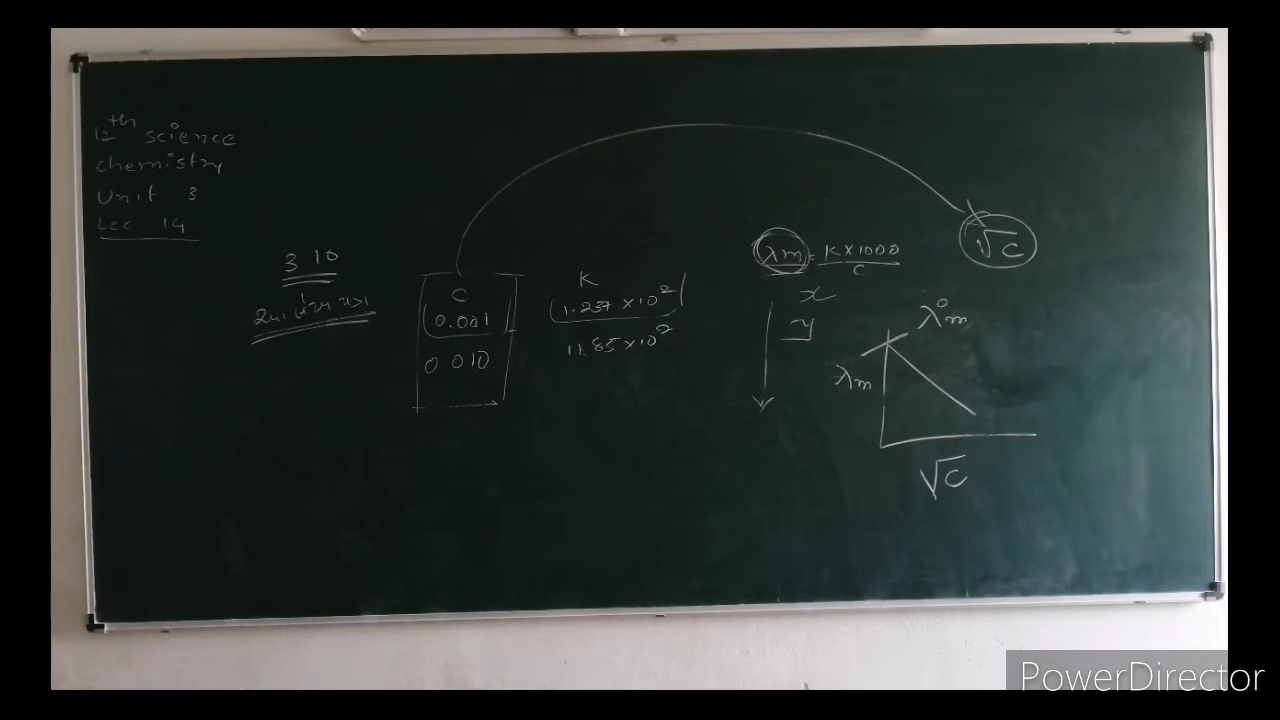 12th science
chemistry
Unit 3
Lec 14
3.10
C
0.001
0.010
K
1.237 × 10²
11.85 × 10²
λm = K × 1000 / C
x
y
√C
λ°m
λm
√C
PowerDirector